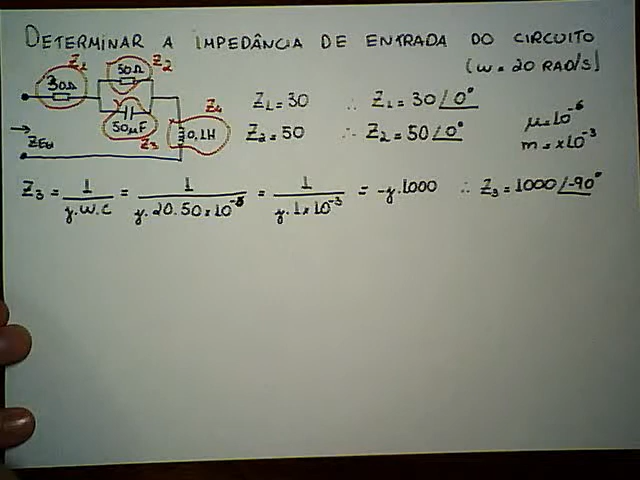 DETERMINAR A IMPEDÂNCIA DE ENTRADA DO CIRCUITO
(ω = 20 RAD/S)
Z1 50Ω Z2
30Ω
50μF Z3
Z4 0,1H
ZEN
Z1 = 30 ∴ Z1 = 30 /0°
Z2 = 50 ∴ Z2 = 50 /0°
μ = 10^-6
m = x10^-3
Z3 = 1/(j.ω.C) = 1/(j.20.50x10^-6) = 1/(j.1x10^-3) = -j.1000 ∴ Z3 = 1000 /-90°